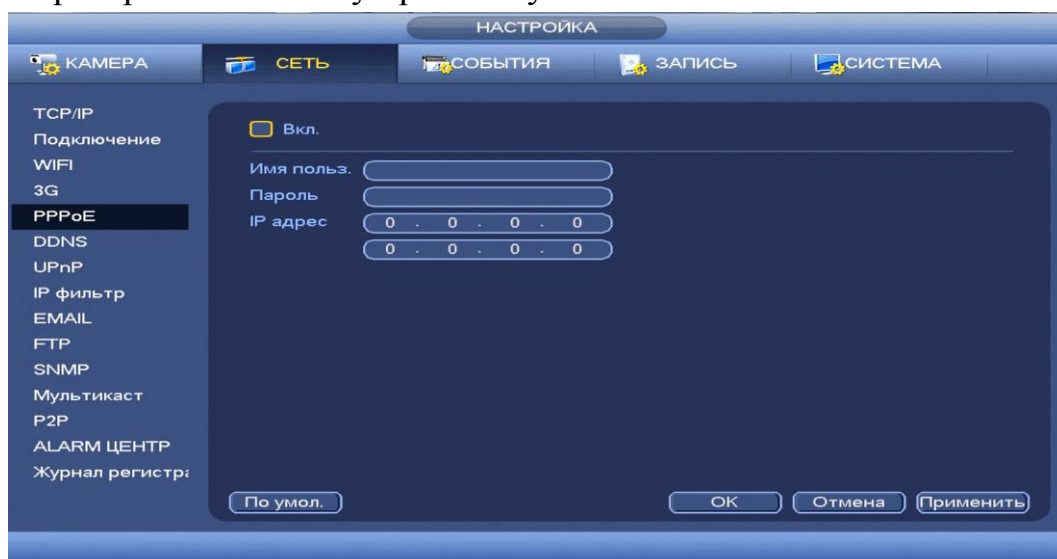 НАСТРОЙКА
КАМЕРА СЕТЬ СОБЫТИЯ ЗАПИСЬ СИСТЕМА
TCP/IP
Подключение
WIFI
3G
PPPoE
DDNS
UPnP
IP фильтр
EMAIL
FTP
SNMP
Мультикаст
P2P
ALARM ЦЕНТР
Журнал регистра
Вкл.
Имя польз.
Пароль
IP адрес 0 . 0 . 0 . 0
0 . 0 . 0 . 0
По умол. OK Отмена Применить